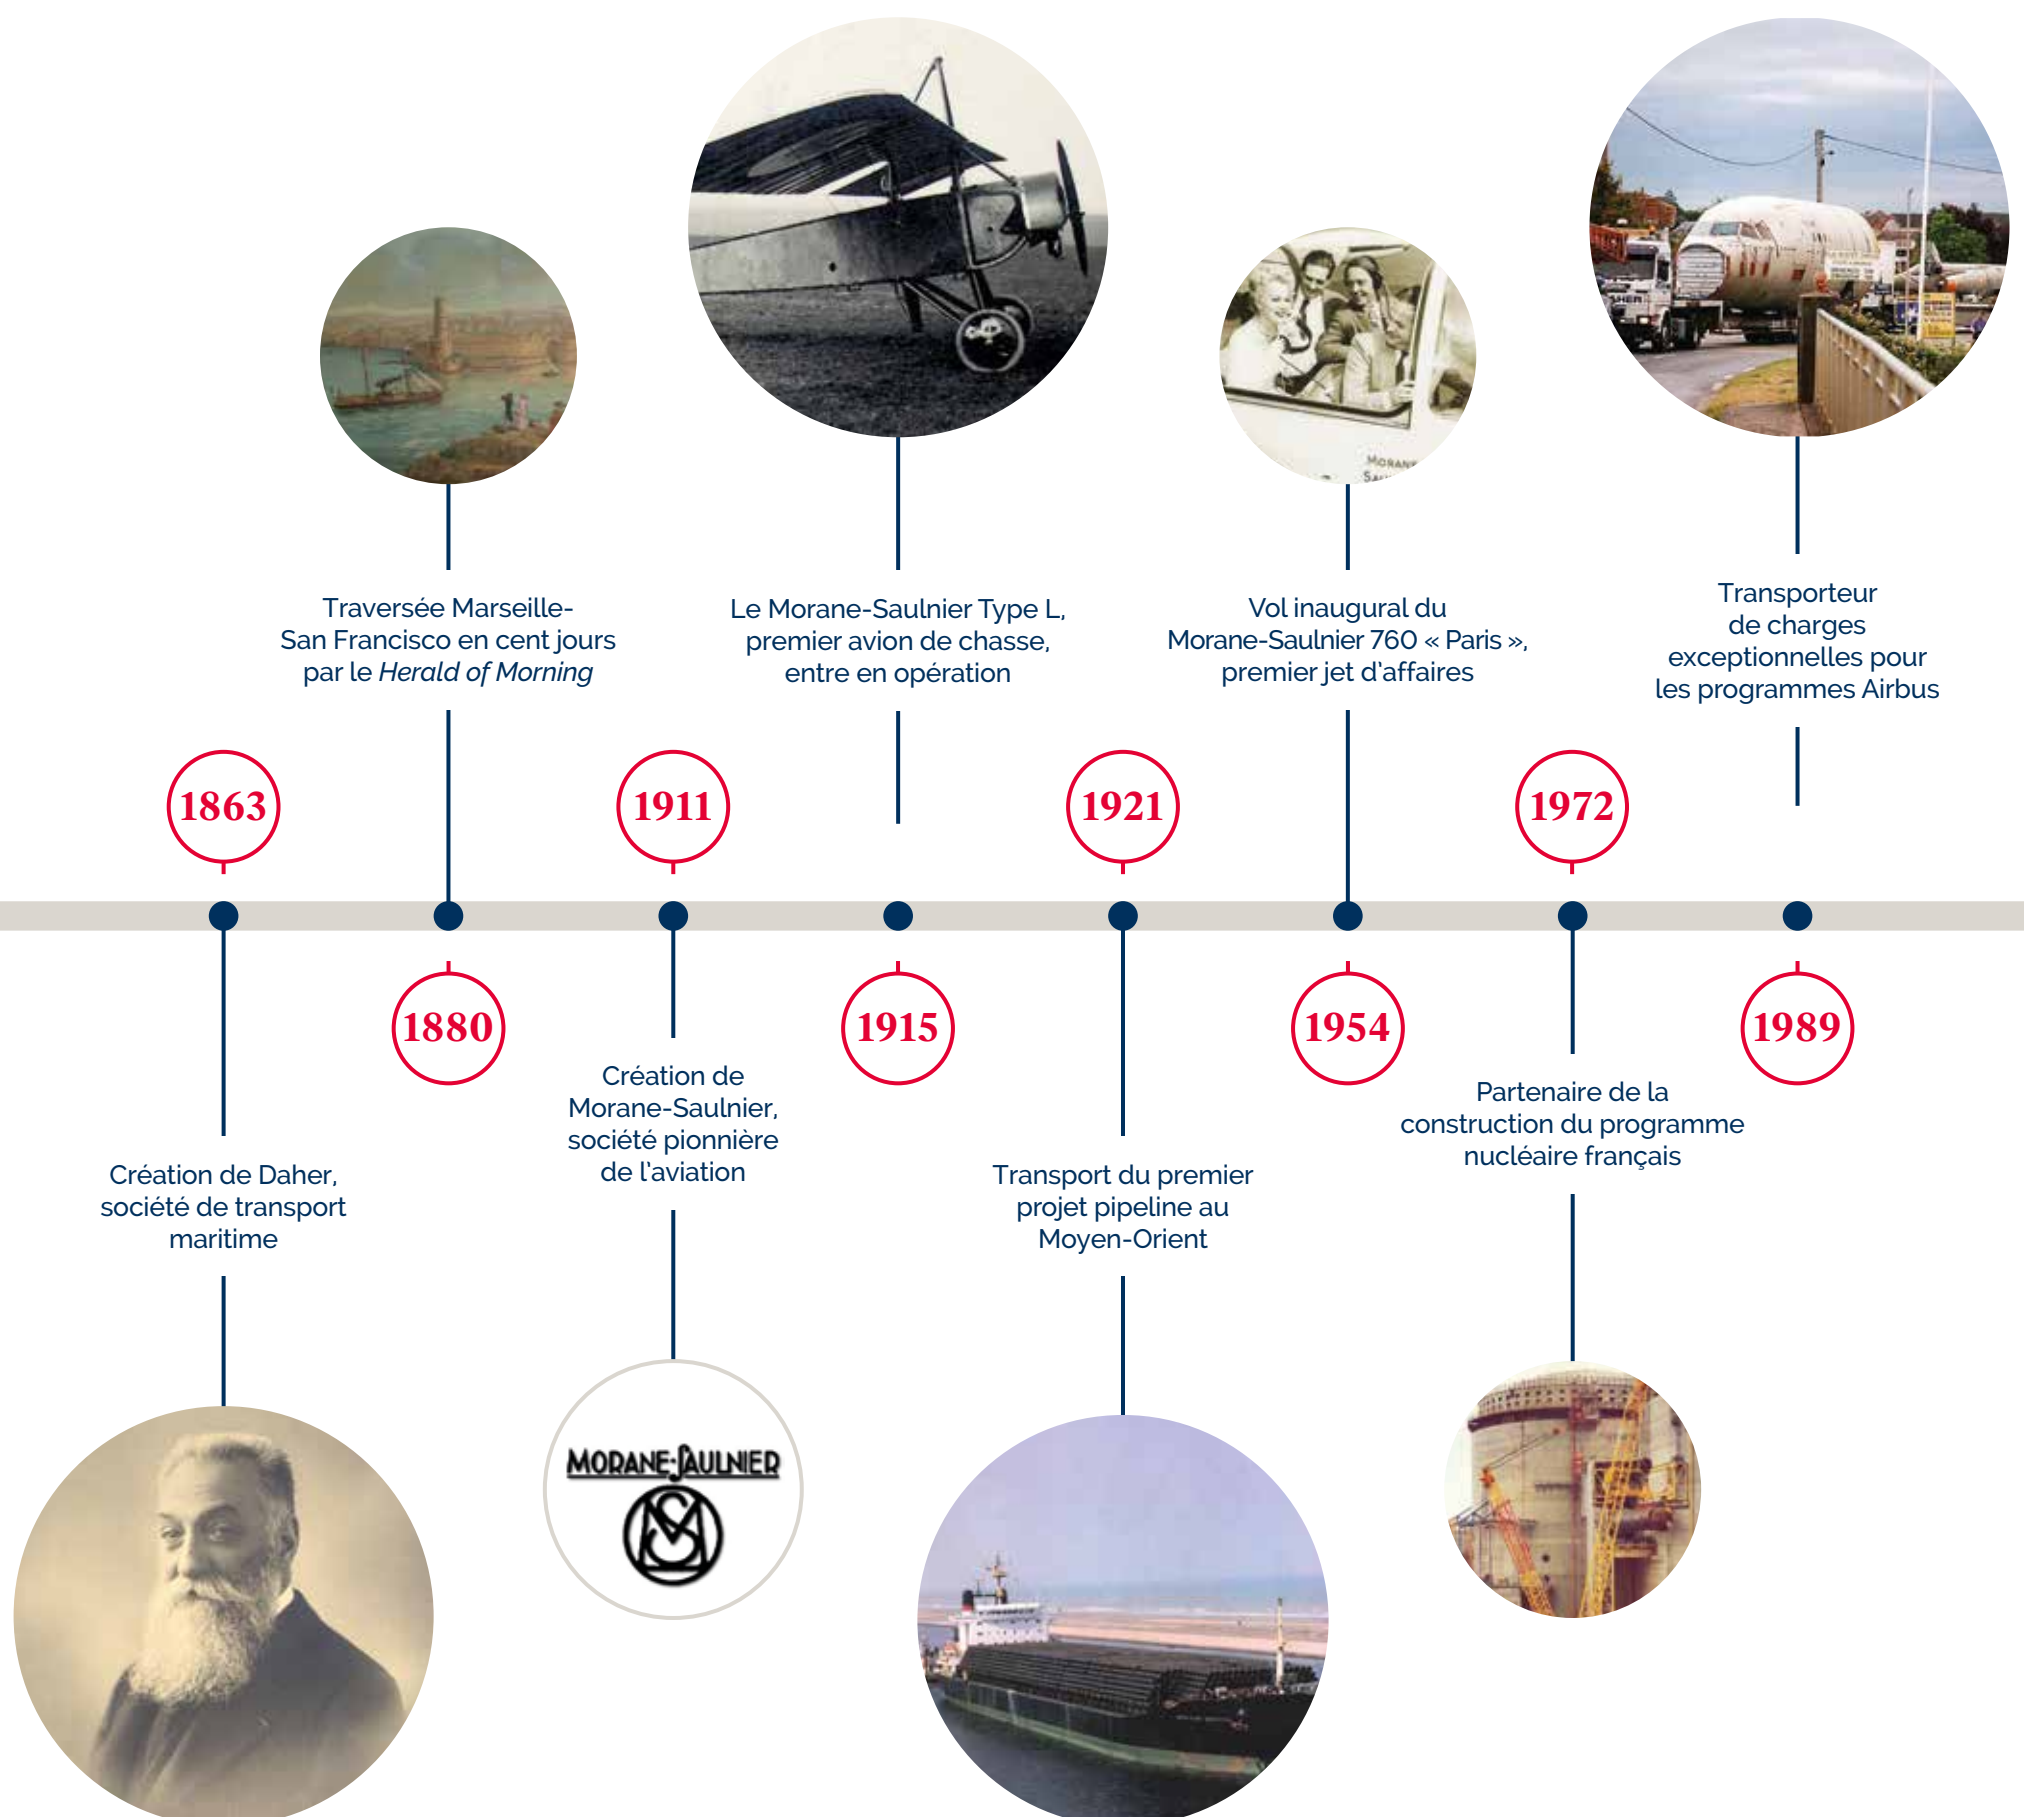 MORANE
Traversée Marseille-
San Francisco en cent jours
par le Herald of Morning
Le Morane-Saulnier Type L,
premier avion de chasse,
entre en opération
Vol inaugural du
Morane-Saulnier 760 « Paris »,
premier jet d'affaires
Transporteur
de charges
exceptionnelles pour
les programmes Airbus
1863
1911
1921
1972
1880
1915
1954
1989
Création de Daher,
société de transport
maritime
Création de
Morane-Saulnier,
société pionnière
de l'aviation
Transport du premier
projet pipeline au
Moyen-Orient
Partenaire de la
construction du programme
nucléaire français
MORANE-SAULNIER
MS